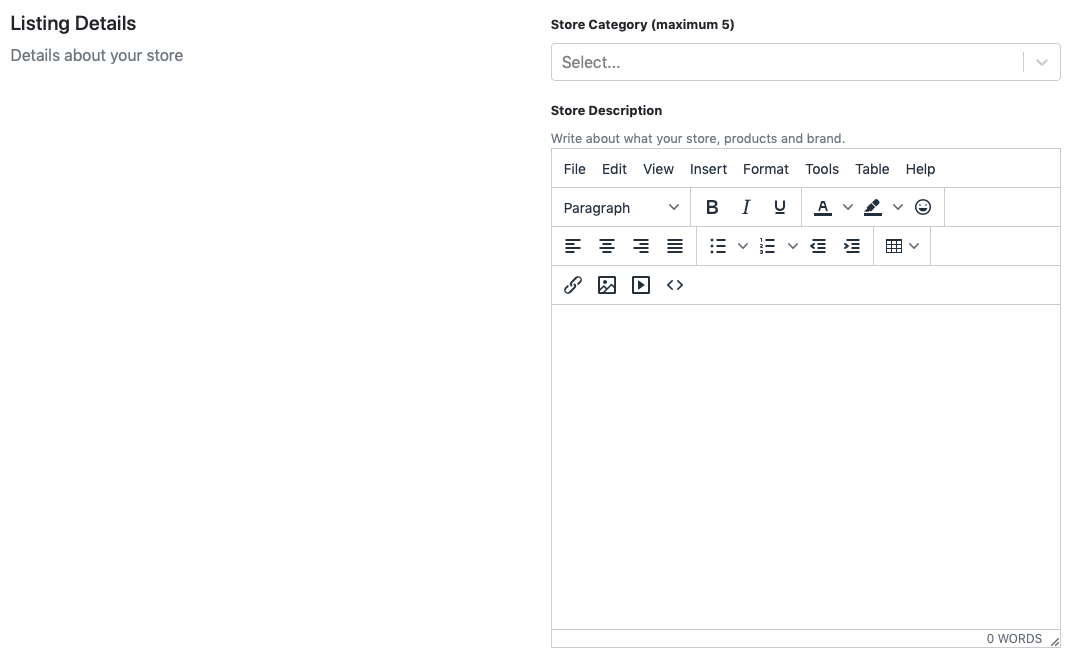 Listing Details
Details about your store
Store Category (maximum 5)
Select...
Store Description
Write about what your store, products and brand.
File Edit View Insert Format Tools Table Help
Paragraph B I U A
0 WORDS